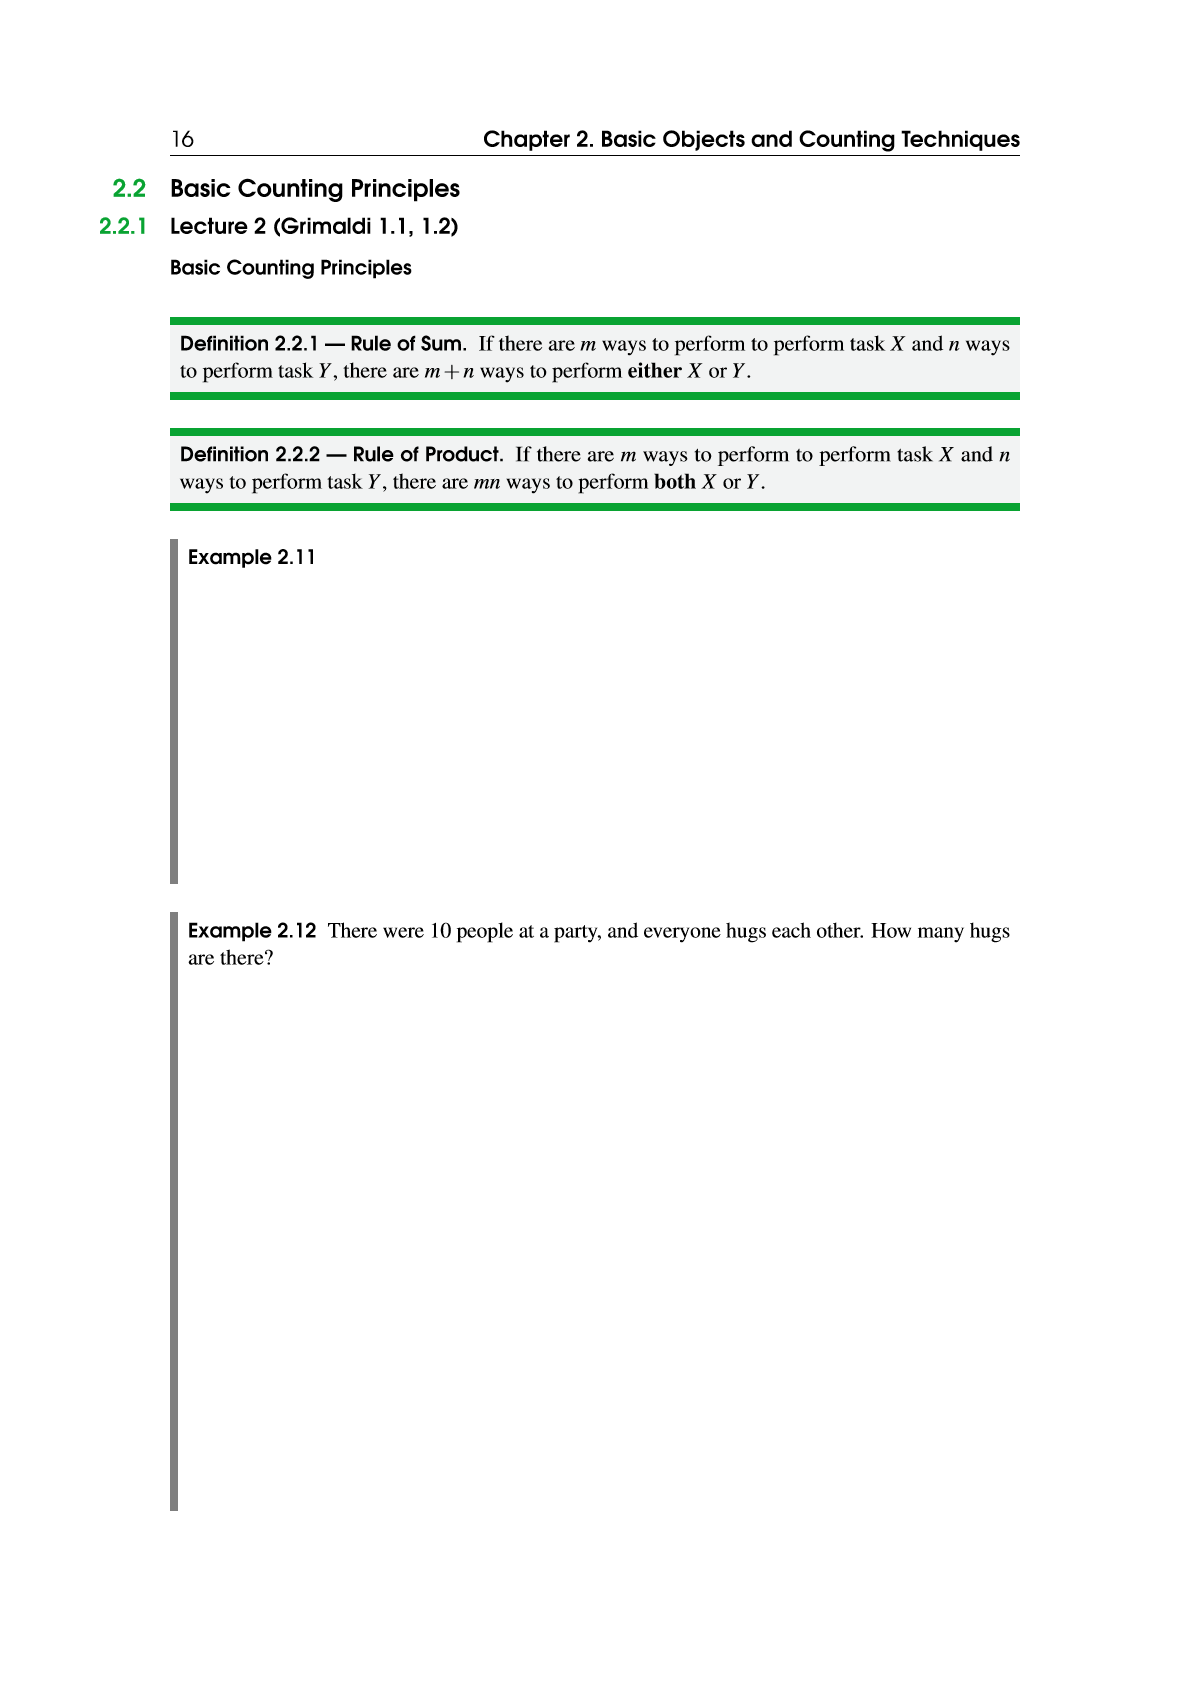 16 Chapter 2. Basic Objects and Counting Techniques
2.2 Basic Counting Principles
2.2.1 Lecture 2 (Grimaldi 1.1, 1.2)
Basic Counting Principles
Definition 2.2.1 — Rule of Sum. If there are m ways to perform to perform task X and n ways
to perform task Y, there are m + n ways to perform either X or Y.
Definition 2.2.2 — Rule of Product. If there are m ways to perform to perform task X and n
ways to perform task Y, there are mn ways to perform both X or Y.
Example 2.11
Example 2.12 There were 10 people at a party, and everyone hugs each other. How many hugs
are there?